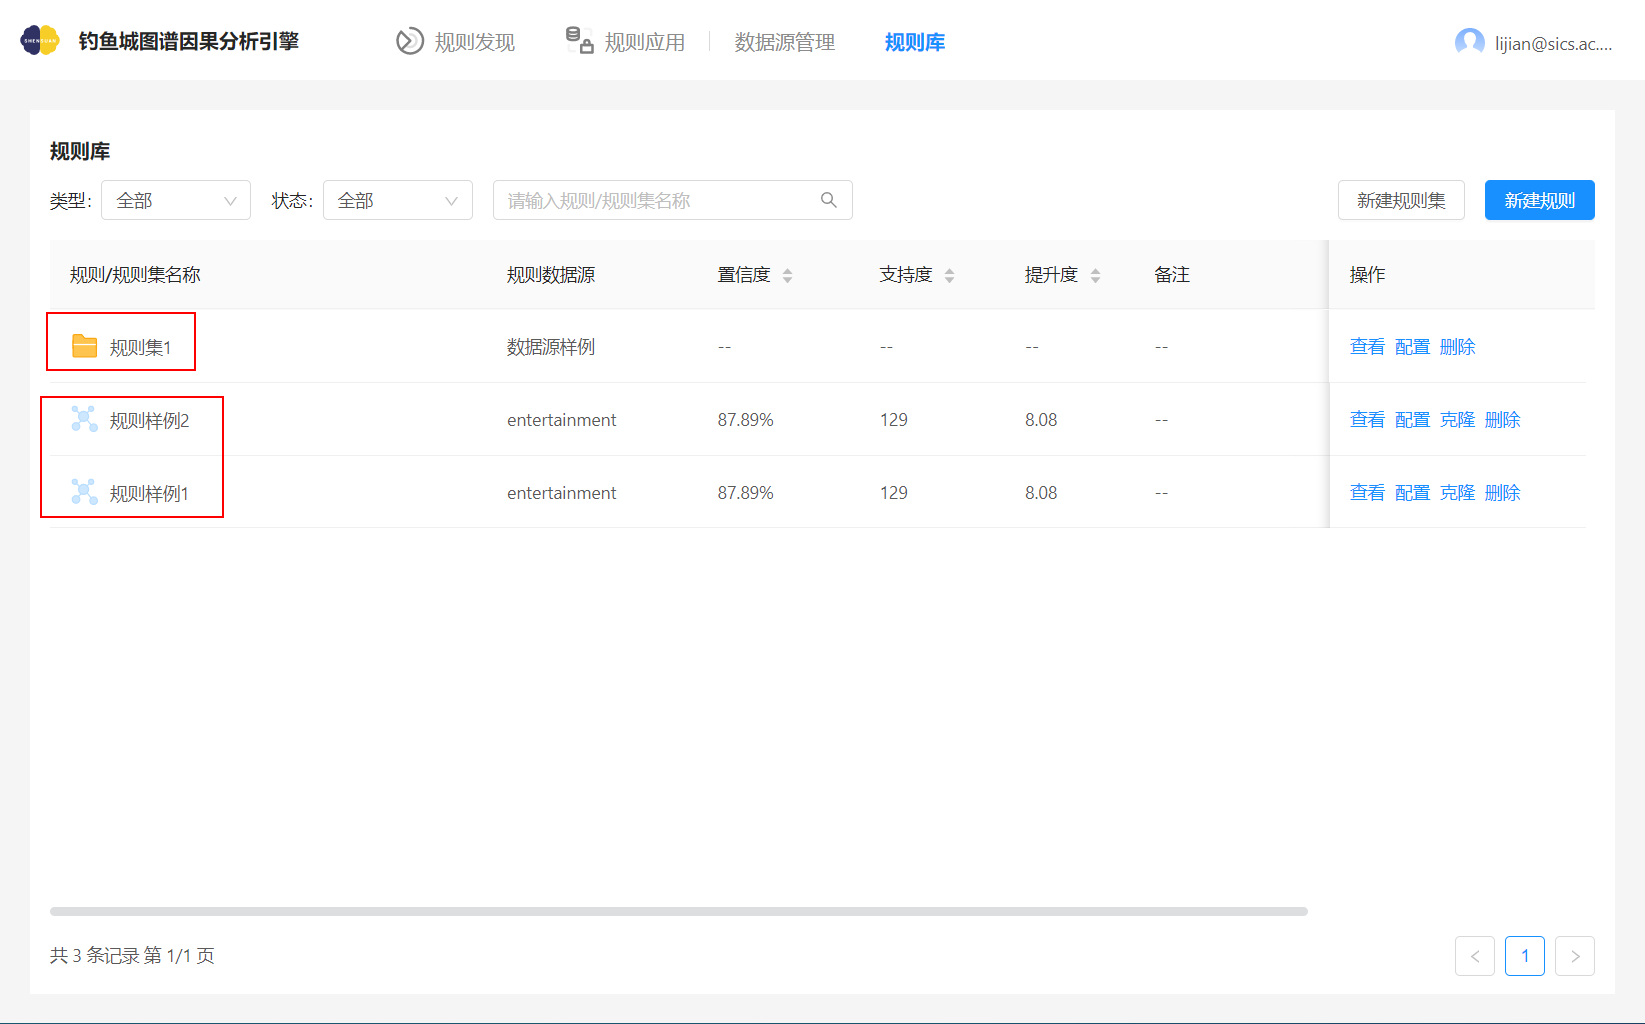 钓鱼城图谱因果分析引擎 规则发现 规则应用 数据源管理 规则库 lijian@sics.ac....
规则库
类型: 全部 状态: 全部 请输入规则/规则集名称 新建规则集 新建规则
规则/规则集名称 规则数据源 置信度 支持度 提升度 备注 操作
规则集1 数据源样例 -- -- -- -- 查看 配置 删除
规则样例2 entertainment 87.89% 129 8.08 -- 查看 配置 克隆 删除
规则样例1 entertainment 87.89% 129 8.08 -- 查看 配置 克隆 删除
共 3 条记录 第 1/1 页 < 1 >